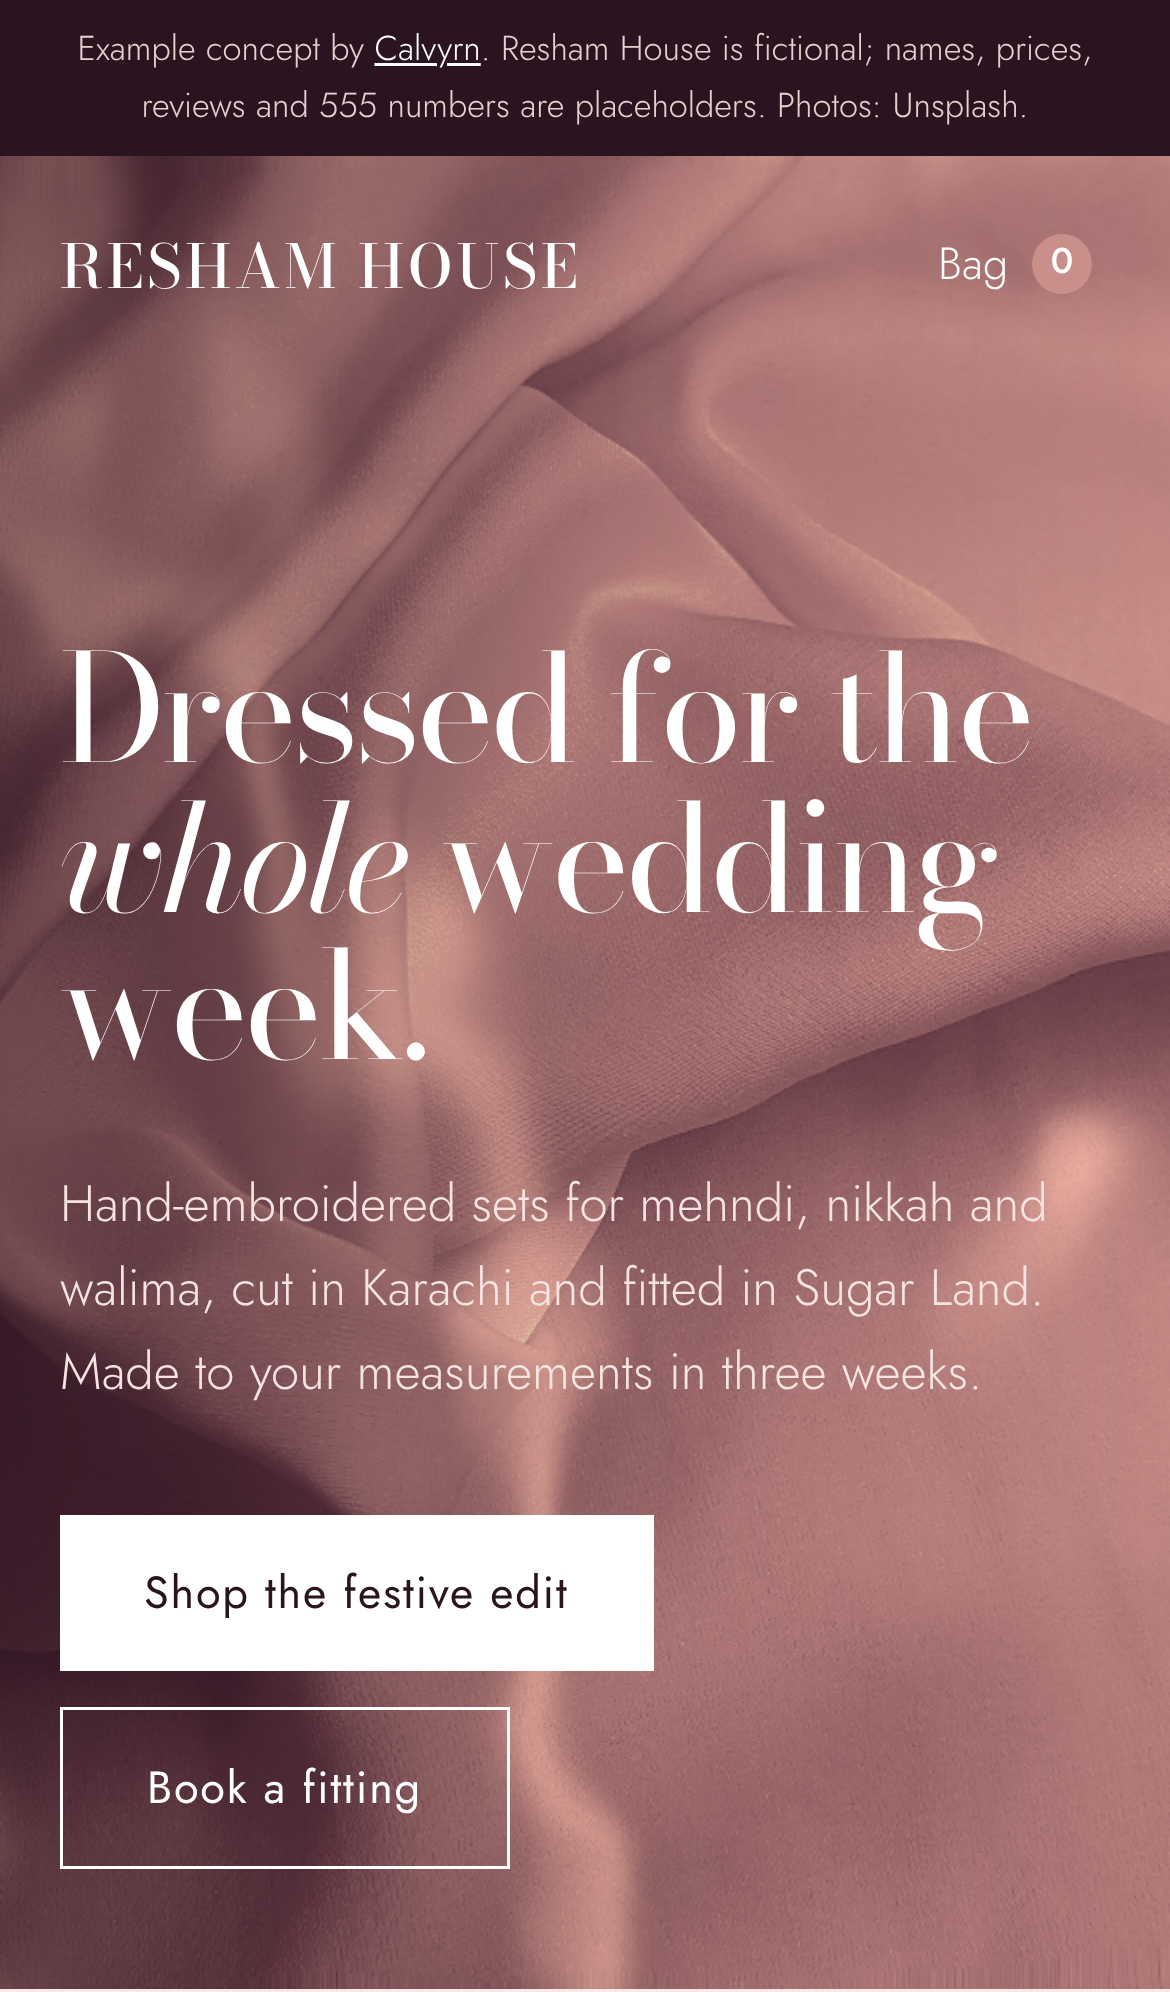 Example concept by Calvyrn. Resham House is fictional; names, prices,
reviews and 555 numbers are placeholders. Photos: Unsplash.
RESHAM HOUSE
Bag 0
Dressed for the
whole wedding
week.
Hand-embroidered sets for mehndi, nikkah and
walima, cut in Karachi and fitted in Sugar Land.
Made to your measurements in three weeks.
Shop the festive edit
Book a fitting